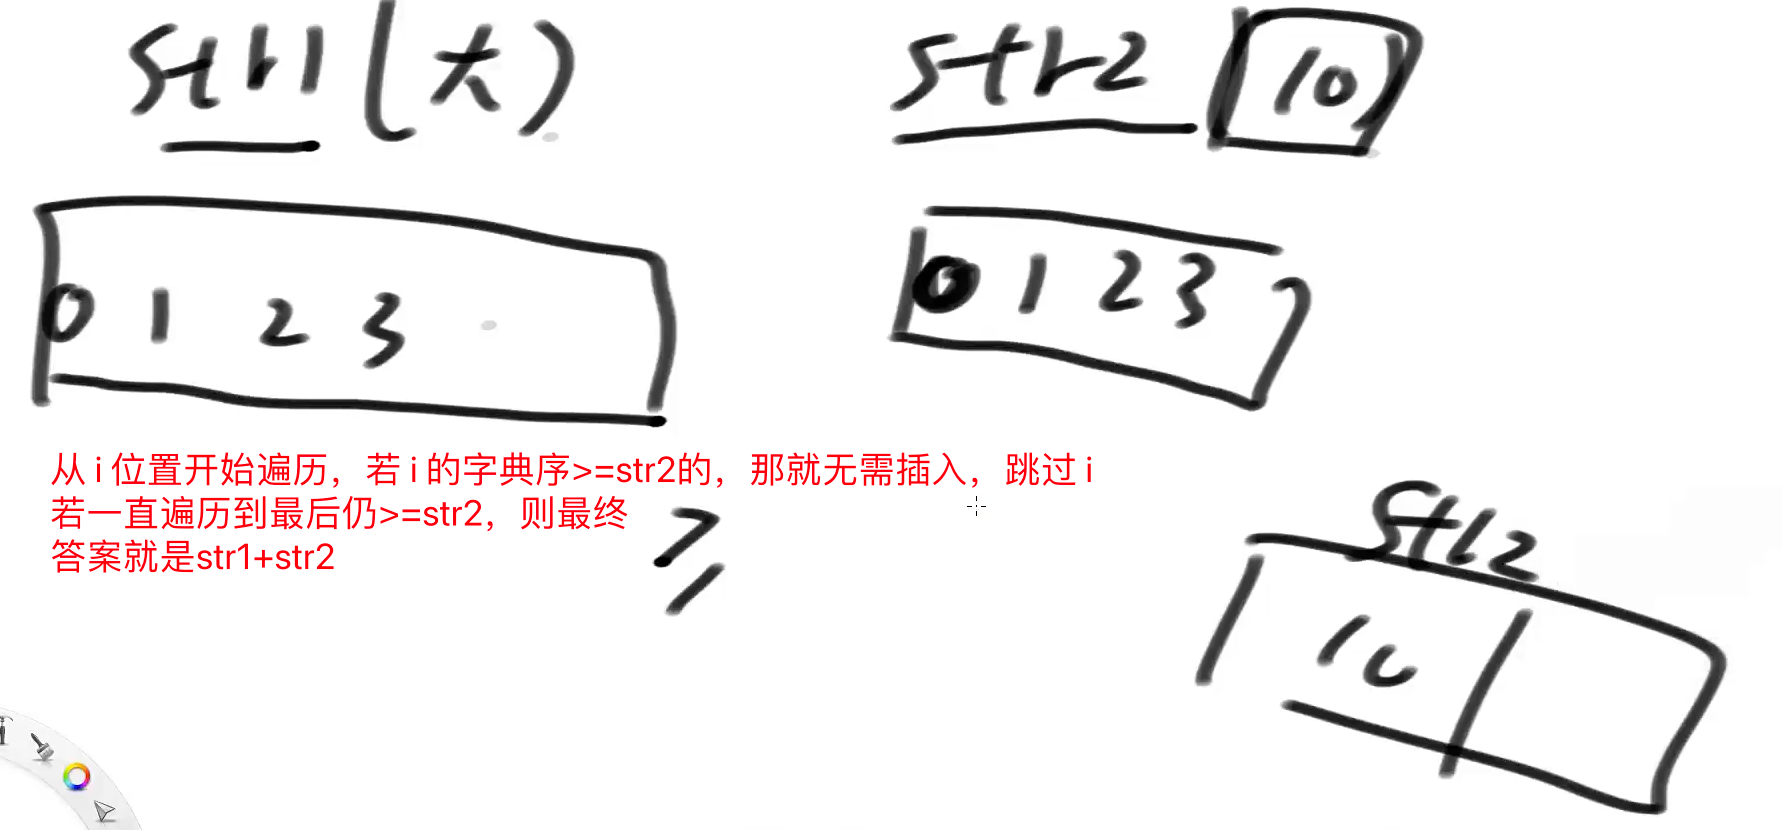 str1(大)
str2(10)
0 1 2 3
0 1 2 3
从i位置开始遍历，若i的字典序>=str2的，那就无需插入，跳过i
若一直遍历到最后仍>=str2，则最终
答案就是str1+str2
≥
str2
10